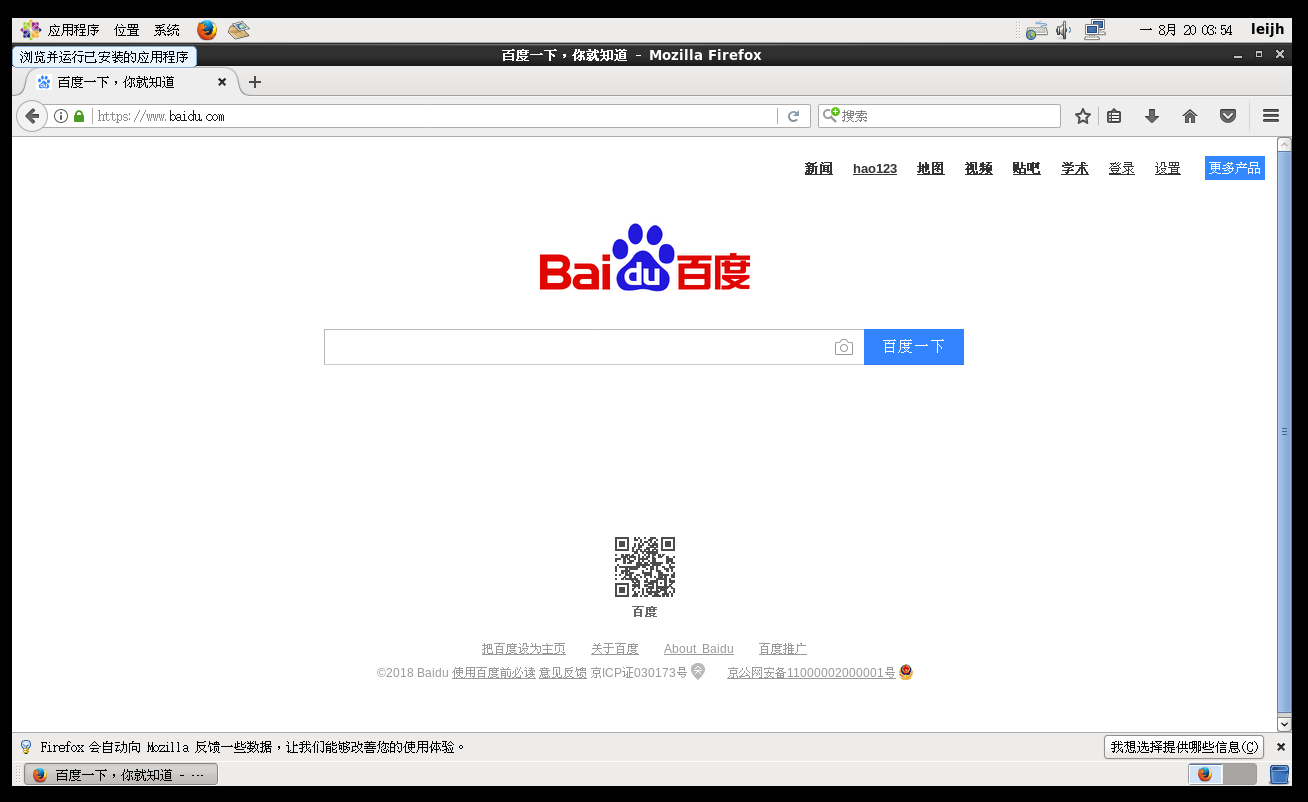 应用程序 位置 系统 一 8月 20 03:54 leijh
浏览并运行已安装的应用程序
百度一下，你就知道 - Mozilla Firefox
百度一下，你就知道
https://www.baidu.com 搜索
新闻 hao123 地图 视频 贴吧 学术 登录 设置 更多产品
Baidu百度
百度一下
百度
把百度设为主页 关于百度 About Baidu 百度推广
©2018 Baidu 使用百度前必读 意见反馈 京ICP证030173号 京公网安备11000002000001号
Firefox 会自动向 Mozilla 反馈一些数据，让我们能够改善您的使用体验。 我想选择提供哪些信息(C)
百度一下，你就知道 - ...